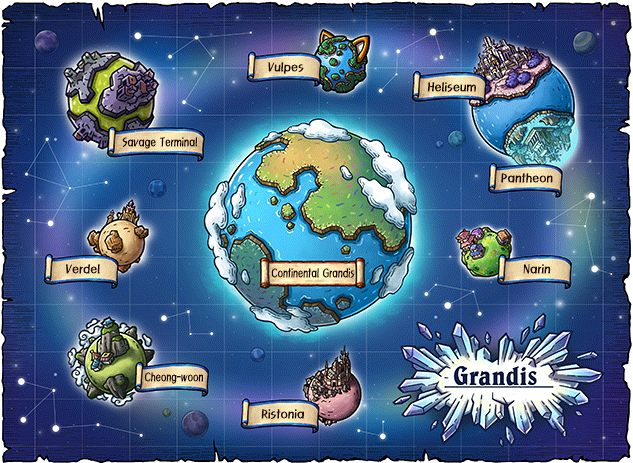 Vulpes
Heliseum
Savage Terminal
Pantheon
Continental Grandis
Verdel
Narin
Cheong-woon
Grandis
Ristonia